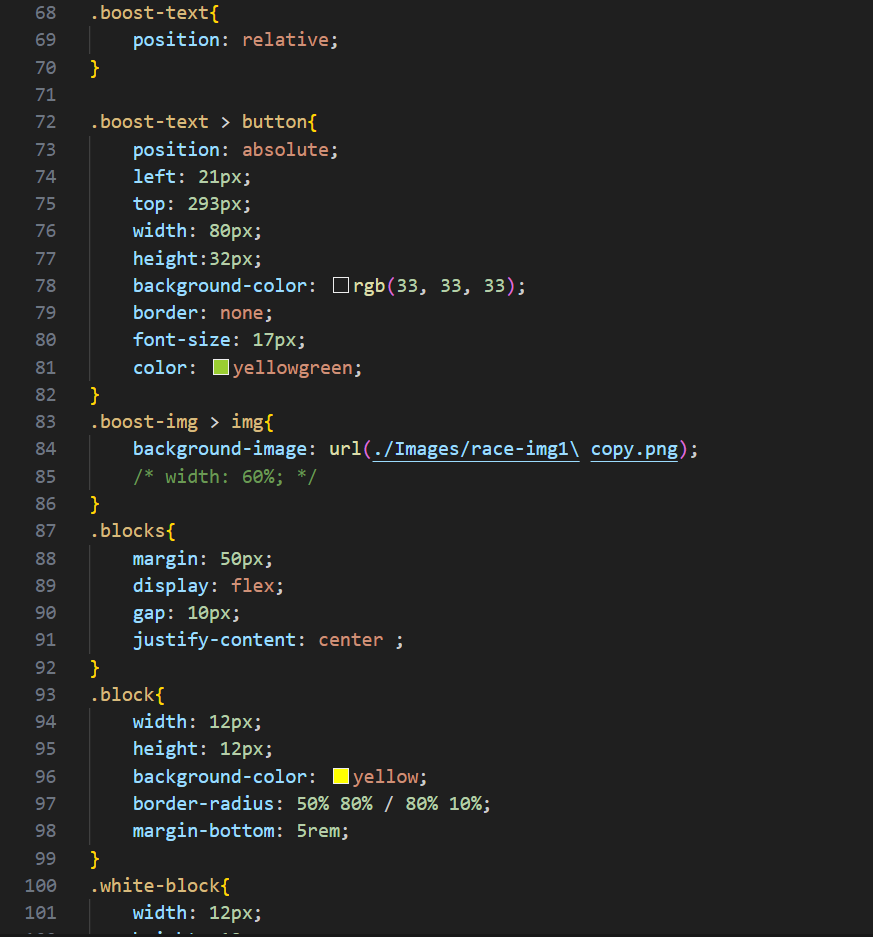 68 .boost-text{
69 position: relative;
70 }
71
72 .boost-text > button{
73 position: absolute;
74 left: 21px;
75 top: 293px;
76 width: 80px;
77 height:32px;
78 background-color: rgb(33, 33, 33);
79 border: none;
80 font-size: 17px;
81 color: yellowgreen;
82 }
83 .boost-img > img{
84 background-image: url(./Images/race-img1\ copy.png);
85 /* width: 60%; */
86 }
87 .blocks{
88 margin: 50px;
89 display: flex;
90 gap: 10px;
91 justify-content: center ;
92 }
93 .block{
94 width: 12px;
95 height: 12px;
96 background-color: yellow;
97 border-radius: 50% 80% / 80% 10%;
98 margin-bottom: 5rem;
99 }
100 .white-block{
101 width: 12px;